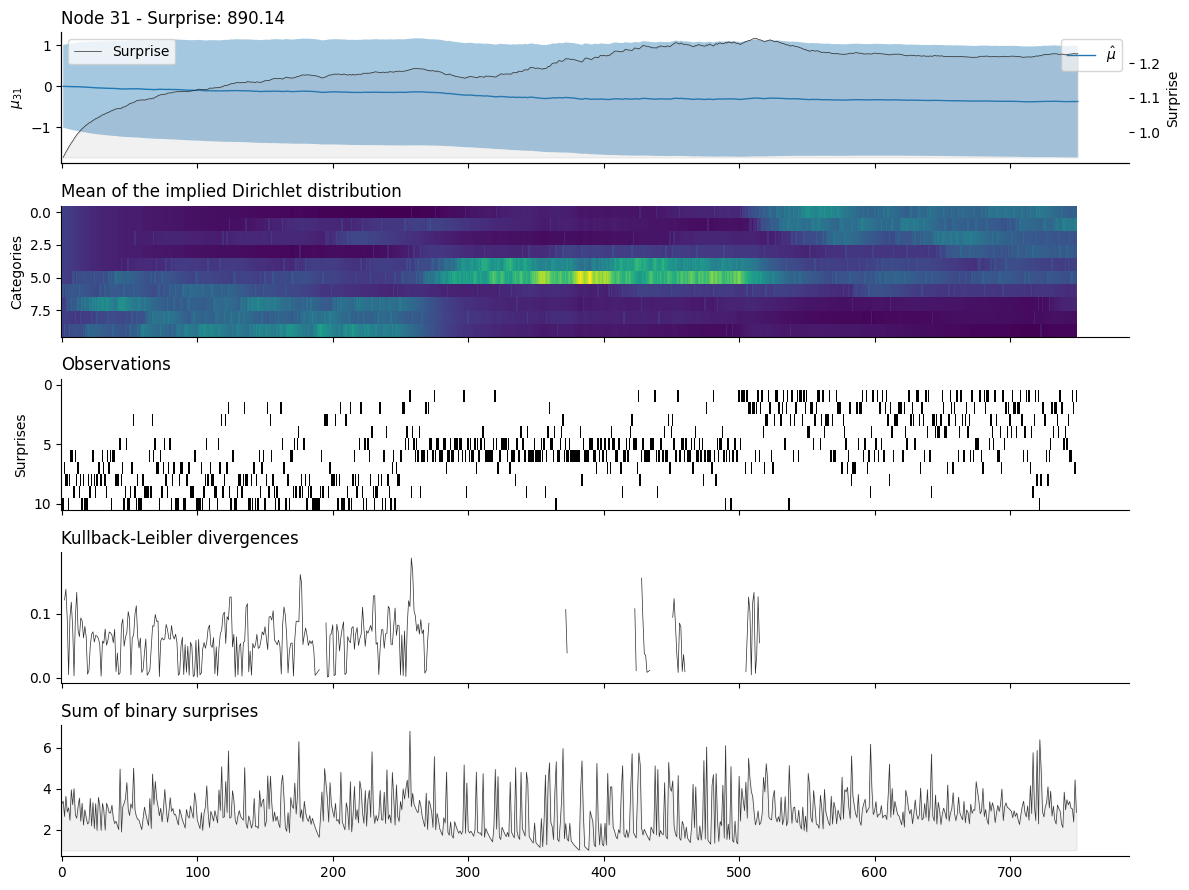 Node 31 - Surprise: 890.14
1
0
−1
μ31
Surprise
μ̂
1.2
1.1
1.0
Surprise
Mean of the implied Dirichlet distribution
0.0
2.5
5.0
7.5
Categories
Observations
0
5
10
Surprises
Kullback-Leibler divergences
0.1
0.0
Sum of binary surprises
6
4
2
0 100 200 300 400 500 600 700